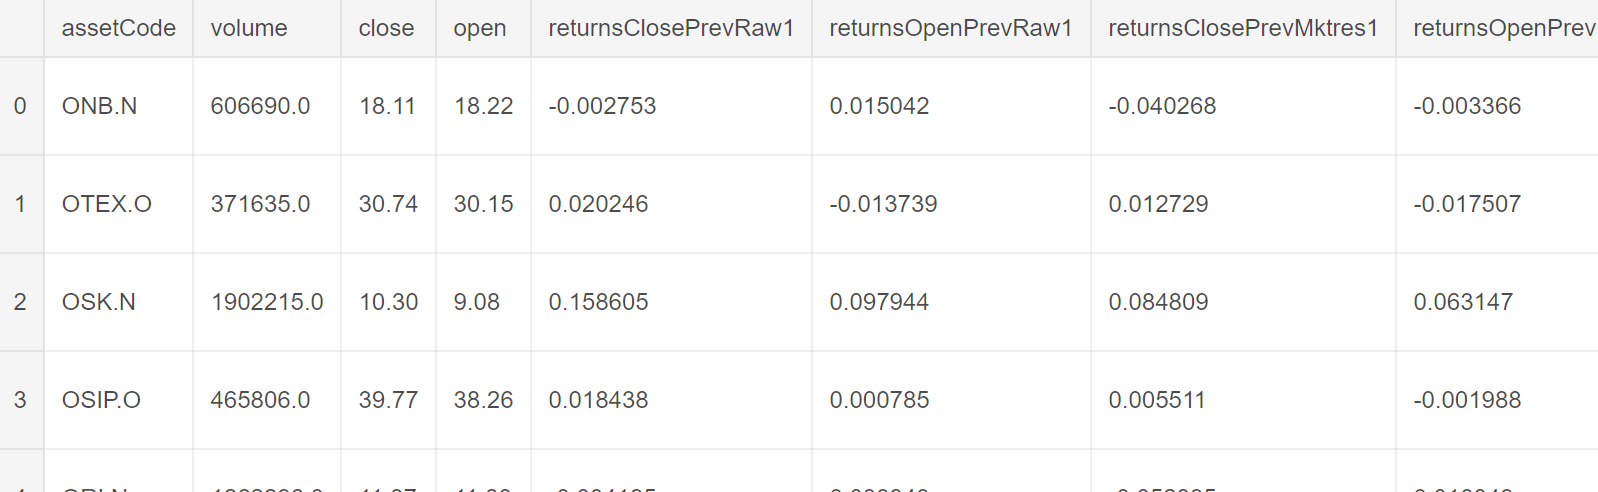 assetCode volume close open returnsClosePrevRaw1 returnsOpenPrevRaw1 returnsClosePrevMktres1 returnsOpenPrev
0 ONB.N 606690.0 18.11 18.22 -0.002753 0.015042 -0.040268 -0.003366
1 OTEX.O 371635.0 30.74 30.15 0.020246 -0.013739 0.012729 -0.017507
2 OSK.N 1902215.0 10.30 9.08 0.158605 0.097944 0.084809 0.063147
3 OSIP.O 465806.0 39.77 38.26 0.018438 0.000785 0.005511 -0.001988